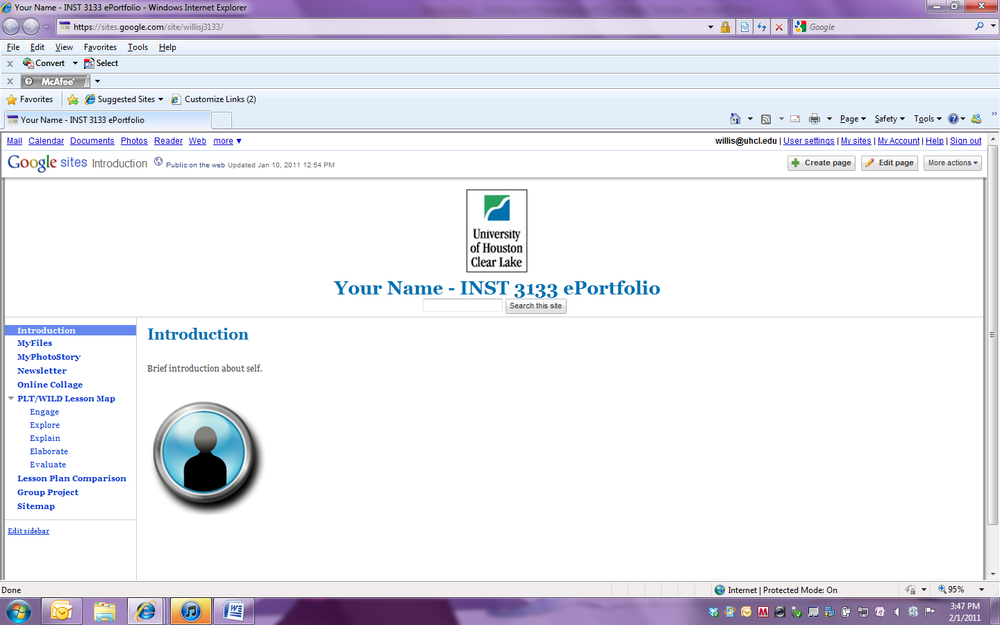 Your Name - INST 3133 ePortfolio - Windows Internet Explorer
https://sites.google.com/site/willisj3133/
Google
File Edit View Favorites Tools Help
x Convert Select
x McAfee
Favorites Suggested Sites Customize Links (2)
Your Name - INST 3133 ePortfolio
Page Safety Tools
Mail Calendar Documents Photos Reader Web more ▼
willis@uhcl.edu | User settings | My sites | My Account | Help | Sign out
Google sites Introduction Public on the web Updated Jan 10, 2011 12:54 PM
Create page Edit page More actions
University
of Houston
Clear Lake
Your Name - INST 3133 ePortfolio
Search this site
Introduction
MyFiles
MyPhotoStory
Newsletter
Online Collage
PLT/WILD Lesson Map
Engage
Explore
Explain
Elaborate
Evaluate
Lesson Plan Comparison
Group Project
Sitemap
Edit sidebar
Introduction
Brief introduction about self.
Done
Internet | Protected Mode: On
95%
3:47 PM
2/1/2011